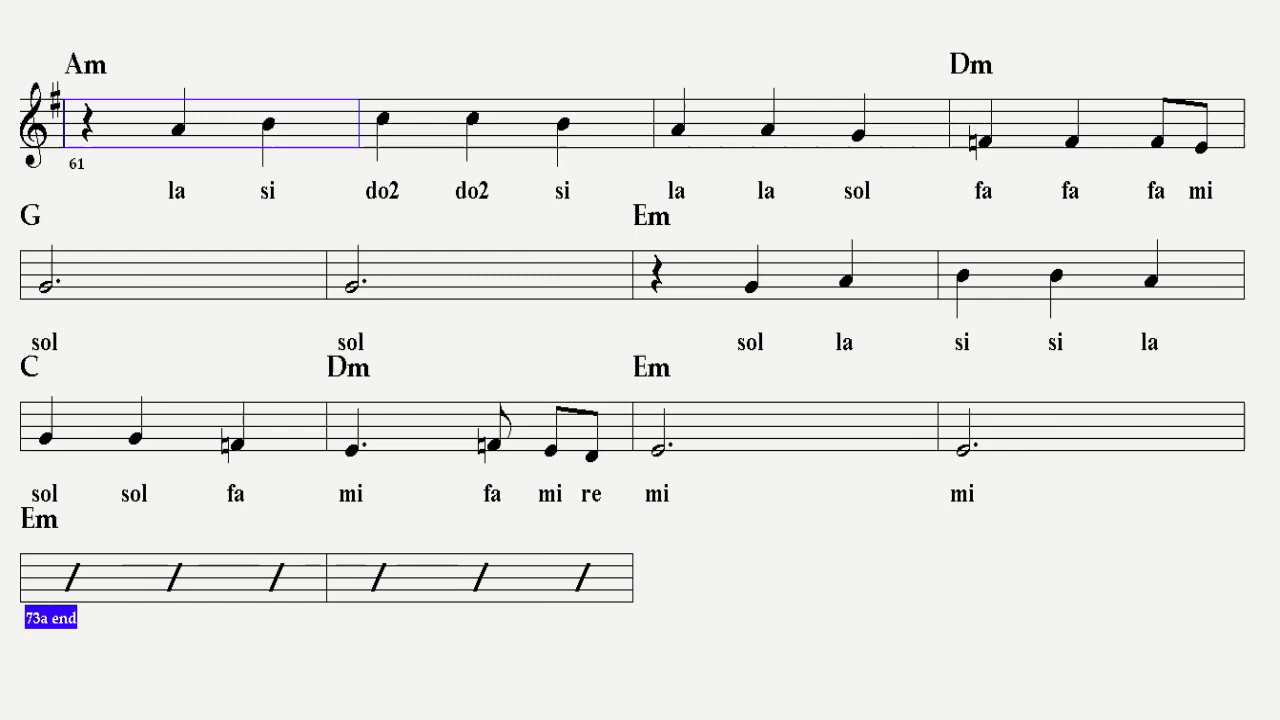 Am Dm
61
la si do2 do2 si la la sol fa fa fa mi
G Em
sol sol sol la si si la
C Dm Em
sol sol fa mi fa mi re mi mi
Em
73a end